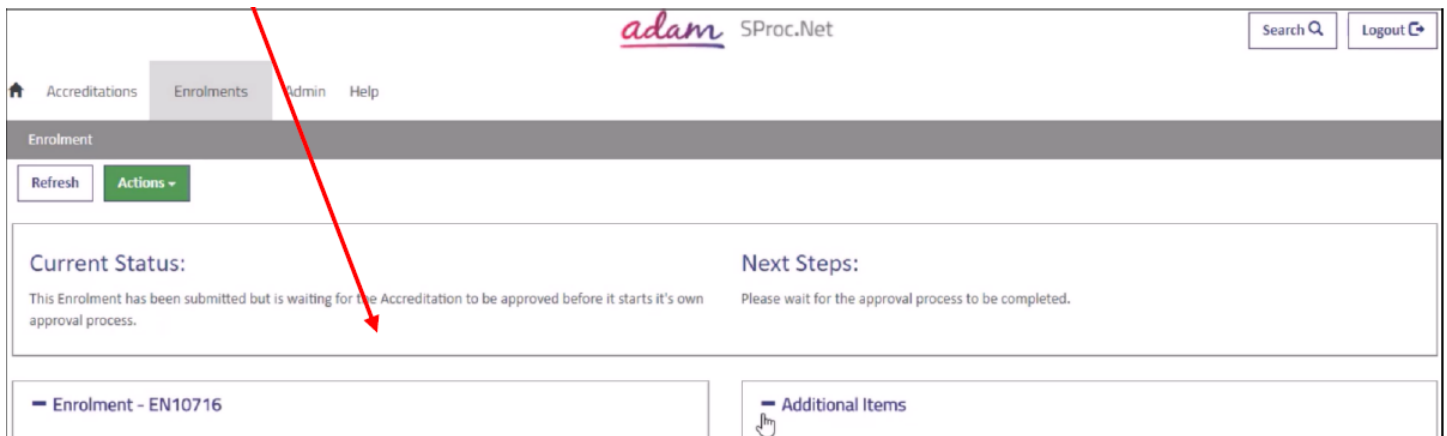 adam SProc.Net
Search
Logout
Accreditations Enrolments Admin Help
Enrolment
Refresh Actions
Current Status:
This Enrolment has been submitted but is waiting for the Accreditation to be approved before it starts it's own
approval process.
Next Steps:
Please wait for the approval process to be completed.
Enrolment - EN10716
Additional Items